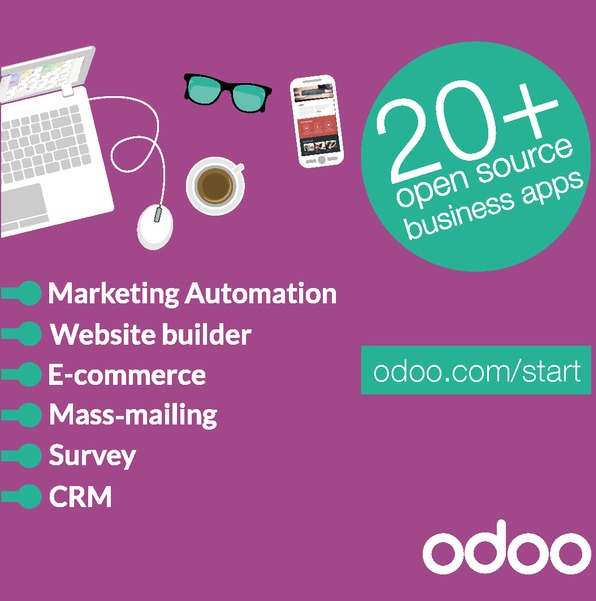 20+
open source
business apps
Marketing Automation
Website builder
E-commerce
Mass-mailing
Survey
CRM
odoo.com/start
odoo